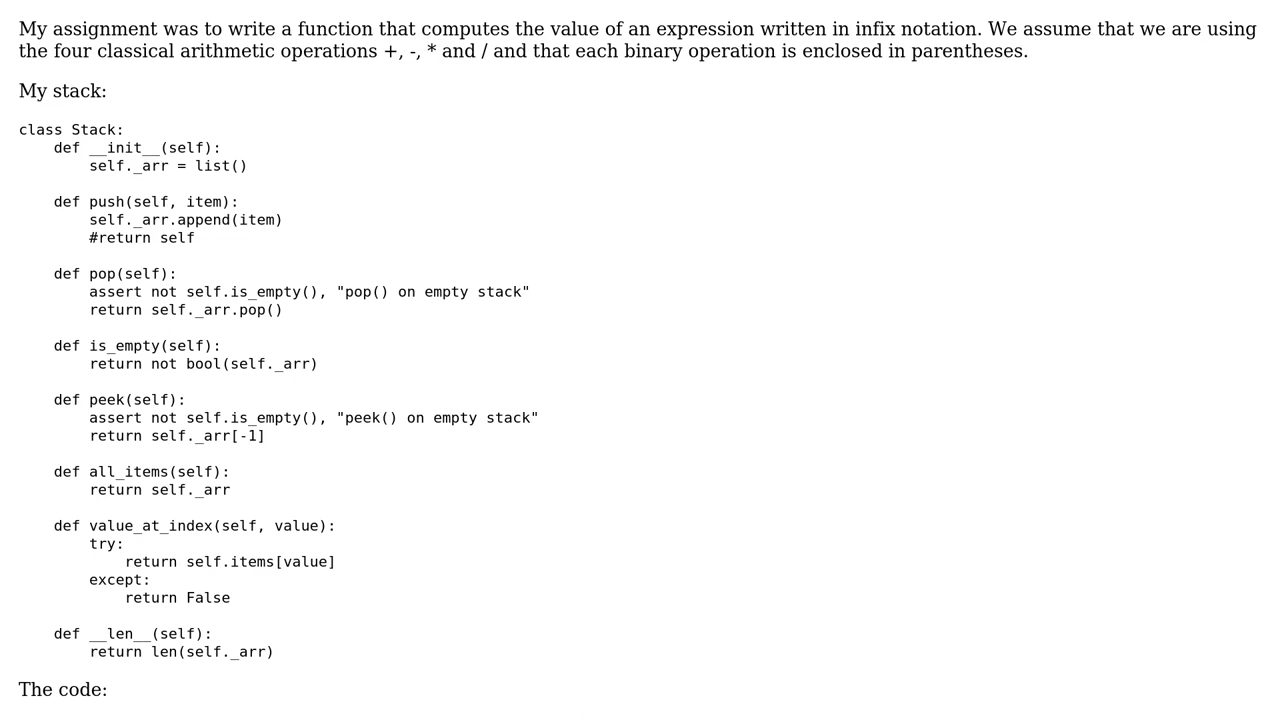 My assignment was to write a function that computes the value of an expression written in infix notation. We assume that we are using
the four classical arithmetic operations +, -, * and / and that each binary operation is enclosed in parentheses.
My stack:
class Stack:
    def __init__(self):
        self._arr = list()
    def push(self, item):
        self._arr.append(item)
        #return self
    def pop(self):
        assert not self.is_empty(), "pop() on empty stack"
        return self._arr.pop()
    def is_empty(self):
        return not bool(self._arr)
    def peek(self):
        assert not self.is_empty(), "peek() on empty stack"
        return self._arr[-1]
    def all_items(self):
        return self._arr
    def value_at_index(self, value):
        try:
            return self.items[value]
        except:
            return False
    def __len__(self):
        return len(self._arr)
The code: